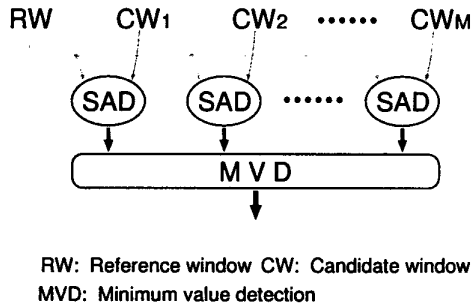 RW CW1 CW2 •••••• CWM
SAD SAD •••••• SAD
MVD
RW: Reference window CW: Candidate window
MVD: Minimum value detection